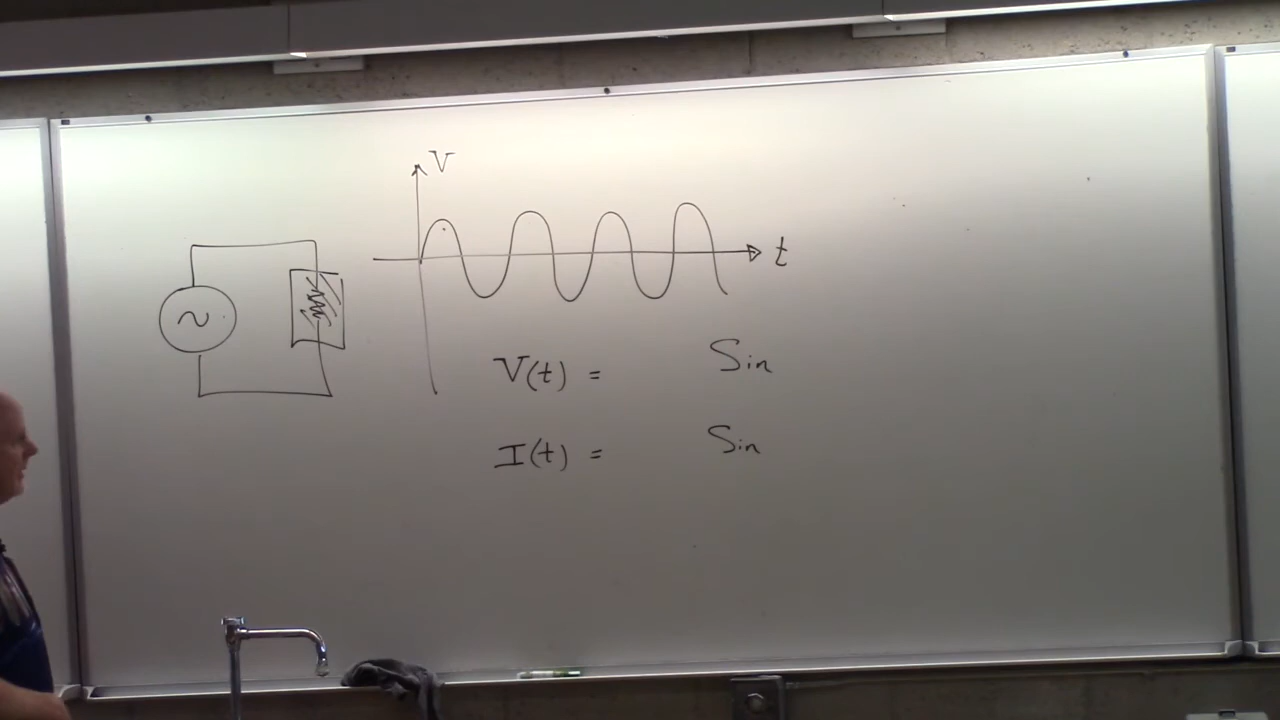 V
t
V(t) = Sin
I(t) = Sin